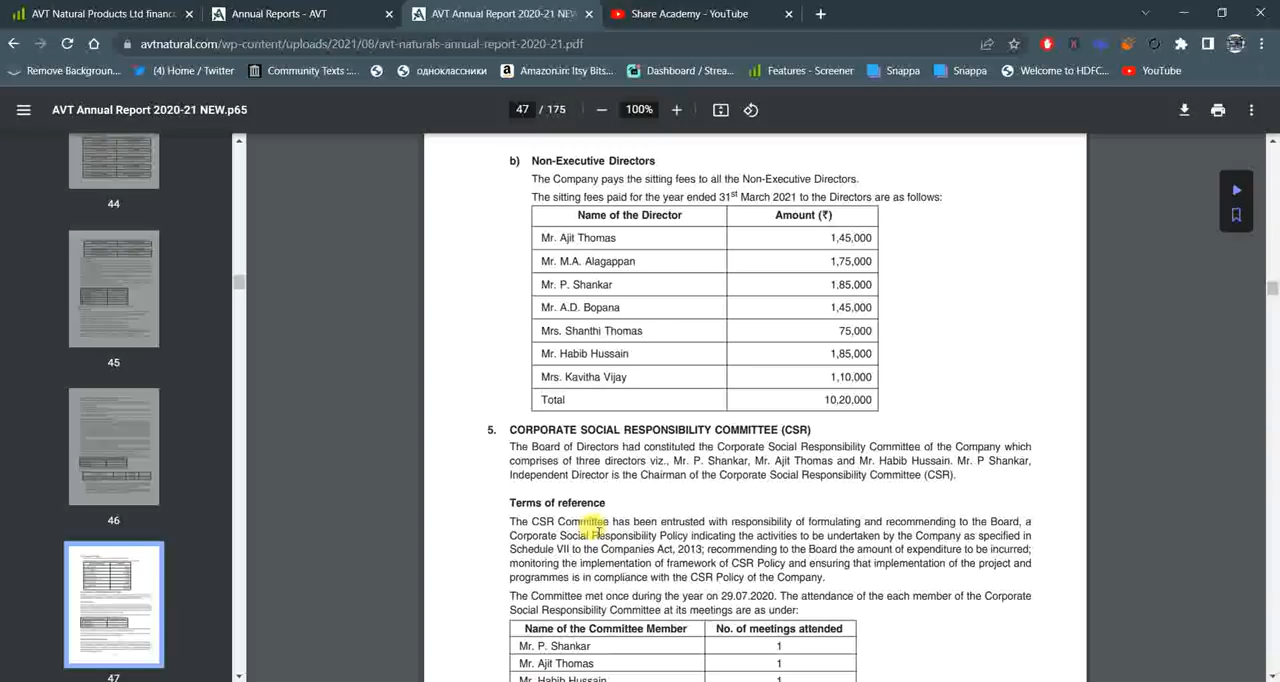 AVT Natural Products Ltd financ
Annual Reports - AVT
AVT Annual Report 2020-21 NEW
Share Academy - YouTube
avtnatural.com/wp-content/uploads/2021/08/avt-naturals-annual-report-2020-21.pdf
Remove Backgroun...
(4) Home / Twitter
Community Texts :...
одноклассники
Amazon.in: Itsy Bits...
Dashboard / Strea...
Features - Screener
Snappa
Snappa
Welcome to HDFC...
YouTube
AVT Annual Report 2020-21 NEW.p65
47 / 175
100%
44
45
46
47
b) Non-Executive Directors
The Company pays the sitting fees to all the Non-Executive Directors.
The sitting fees paid for the year ended 31st March 2021 to the Directors are as follows:
Name of the Director Amount (₹)
Mr. Ajit Thomas 1,45,000
Mr. M.A. Alagappan 1,75,000
Mr. P. Shankar 1,85,000
Mr. A.D. Bopana 1,45,000
Mrs. Shanthi Thomas 75,000
Mr. Habib Hussain 1,85,000
Mrs. Kavitha Vijay 1,10,000
Total 10,20,000
5. CORPORATE SOCIAL RESPONSIBILITY COMMITTEE (CSR)
The Board of Directors had constituted the Corporate Social Responsibility Committee of the Company which
comprises of three directors viz., Mr. P. Shankar, Mr. Ajit Thomas and Mr. Habib Hussain. Mr. P Shankar,
Independent Director is the Chairman of the Corporate Social Responsibility Committee (CSR).
Terms of reference
The CSR Committee has been entrusted with responsibility of formulating and recommending to the Board, a
Corporate Social Responsibility Policy indicating the activities to be undertaken by the Company as specified in
Schedule VII to the Companies Act, 2013; recommending to the Board the amount of expenditure to be incurred;
monitoring the implementation of framework of CSR Policy and ensuring that implementation of the project and
programmes is in compliance with the CSR Policy of the Company.
The Committee met once during the year on 29.07.2020. The attendance of the each member of the Corporate
Social Responsibility Committee at its meetings are as under:
Name of the Committee Member No. of meetings attended
Mr. P. Shankar 1
Mr. Ajit Thomas 1
Mr. Habib Hussain 1